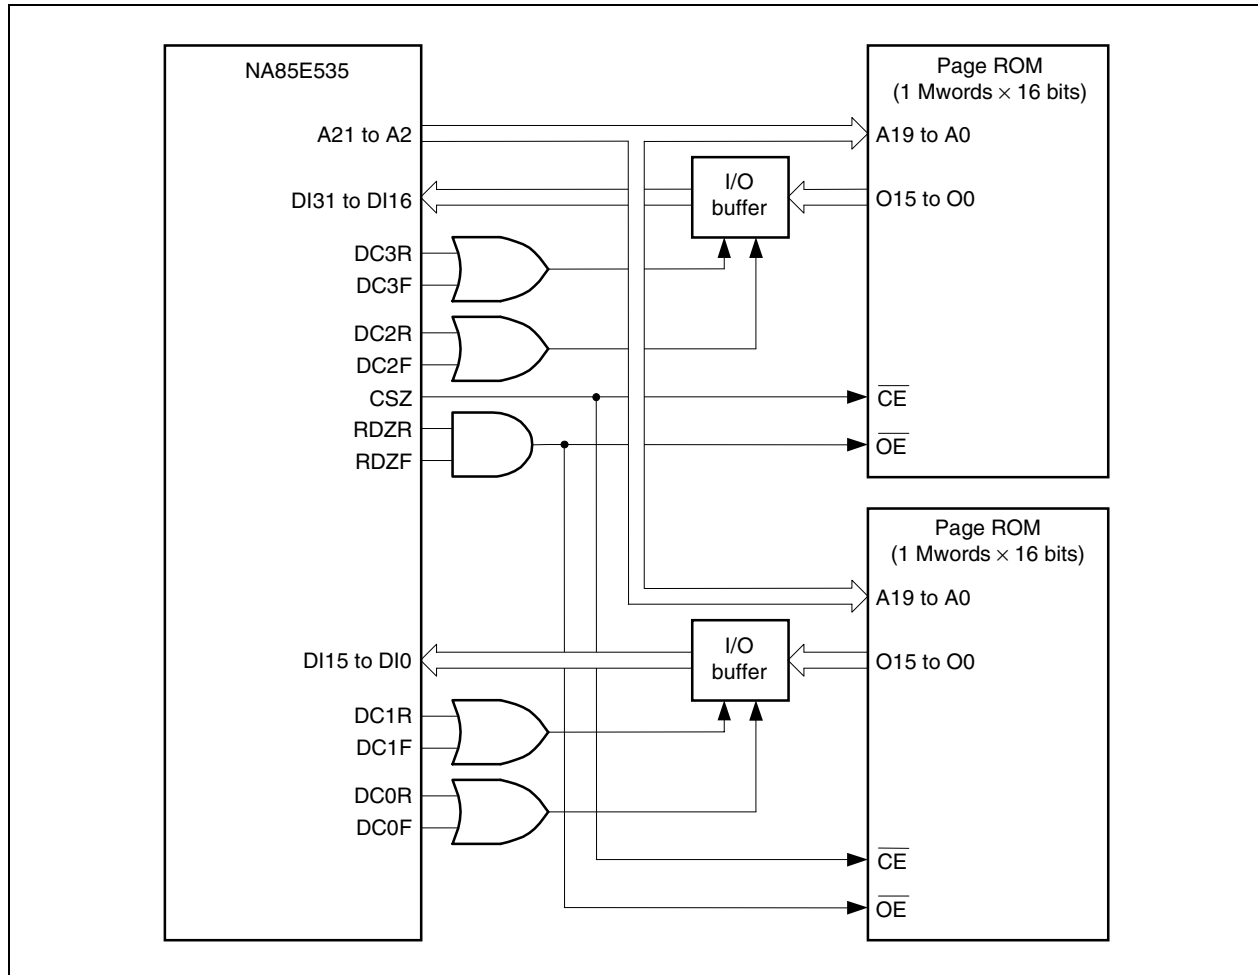 NA85E535
A21 to A2
DI31 to DI16
DC3R
DC3F
DC2R
DC2F
CSZ
RDZR
RDZF
DI15 to DI0
DC1R
DC1F
DC0R
DC0F
I/O
buffer
I/O
buffer
Page ROM
(1 Mwords × 16 bits)
A19 to A0
O15 to O0
CE
OE
Page ROM
(1 Mwords × 16 bits)
A19 to A0
O15 to O0
CE
OE